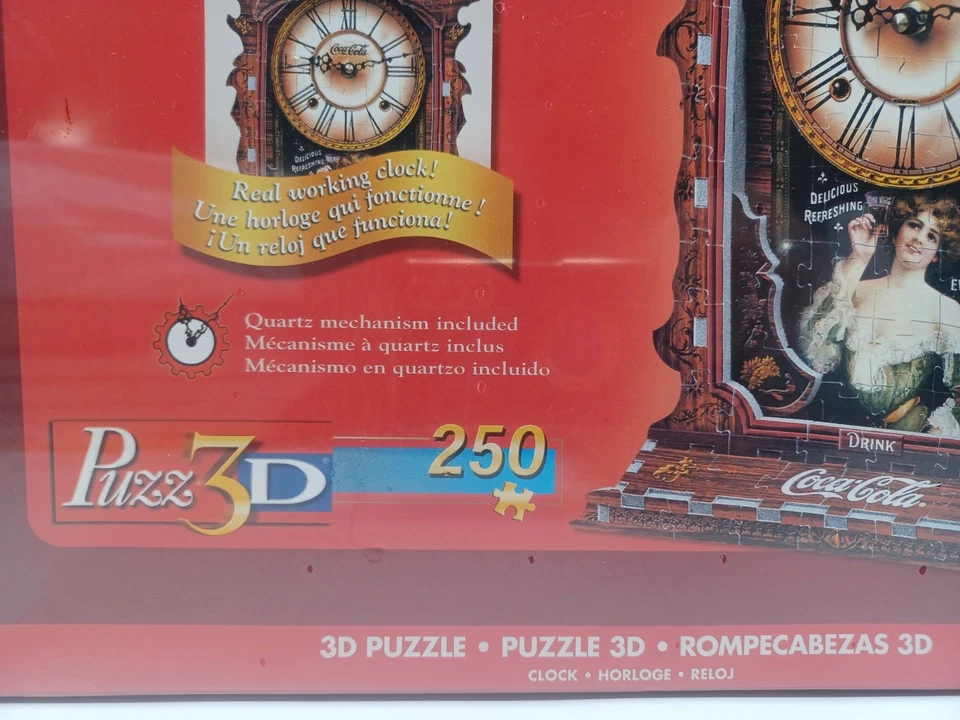 Coca-Cola
DELICIOUS
REFRESHING
Real working clock!
Une horloge qui fonctionne !
¡Un reloj que funciona!
Quartz mechanism included
Mécanisme à quartz inclus
Mécanismo en quartzo incluido
PUZZ3D®
250
DELICIOUS
REFRESHING
DRINK
Coca-Cola
3D PUZZLE • PUZZLE 3D • ROMPECABEZAS 3D
CLOCK • HORLOGE • RELOJ